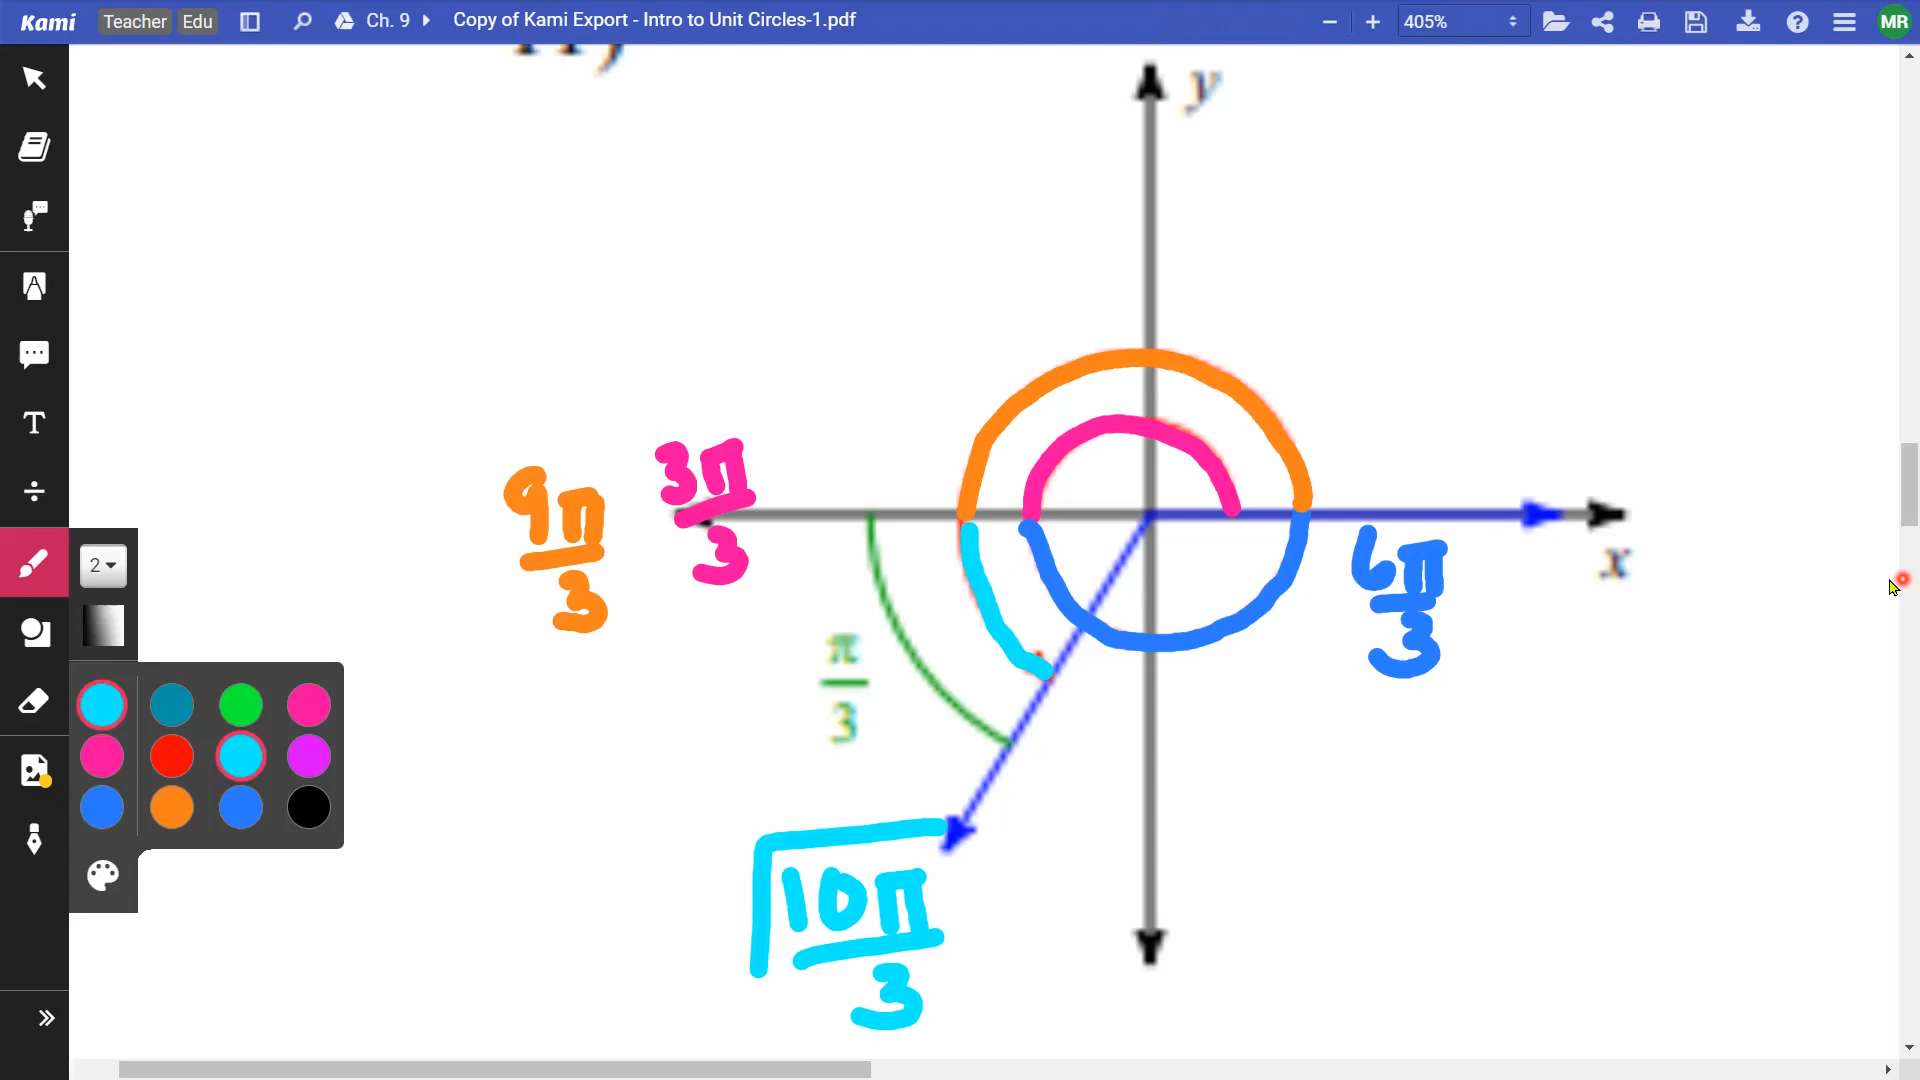 Kami Teacher Edu Ch. 9 Copy of Kami Export - Intro to Unit Circles-1.pdf 405% MR
y
9π/3
3π/3
x
6π/3
π/3
2
10π/3